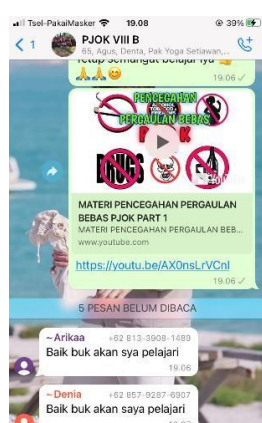 Tsel-PakaiMasker 19.08 39%
1 PJOK VIII B
65, Agus, Denta, Pak Yoga Setiawan,...
Tetap semangat belajar iya
19.06
PENCEGAHAN
PERGAULAN BEBAS
DRUGS
YouTube
MATERI PENCEGAHAN PERGAULAN
BEBAS PJOK PART 1
MATERI PENCEGAHAN PERGAULAN BEB...
www.youtube.com
https://youtu.be/AX0nsLrVCnI
19.06
5 PESAN BELUM DIBACA
~Arikaa +62 813-3908-1489
Baik buk akan sya pelajari
19.06
~Denia +62 857-9287-6907
Baik buk akan saya pelajari